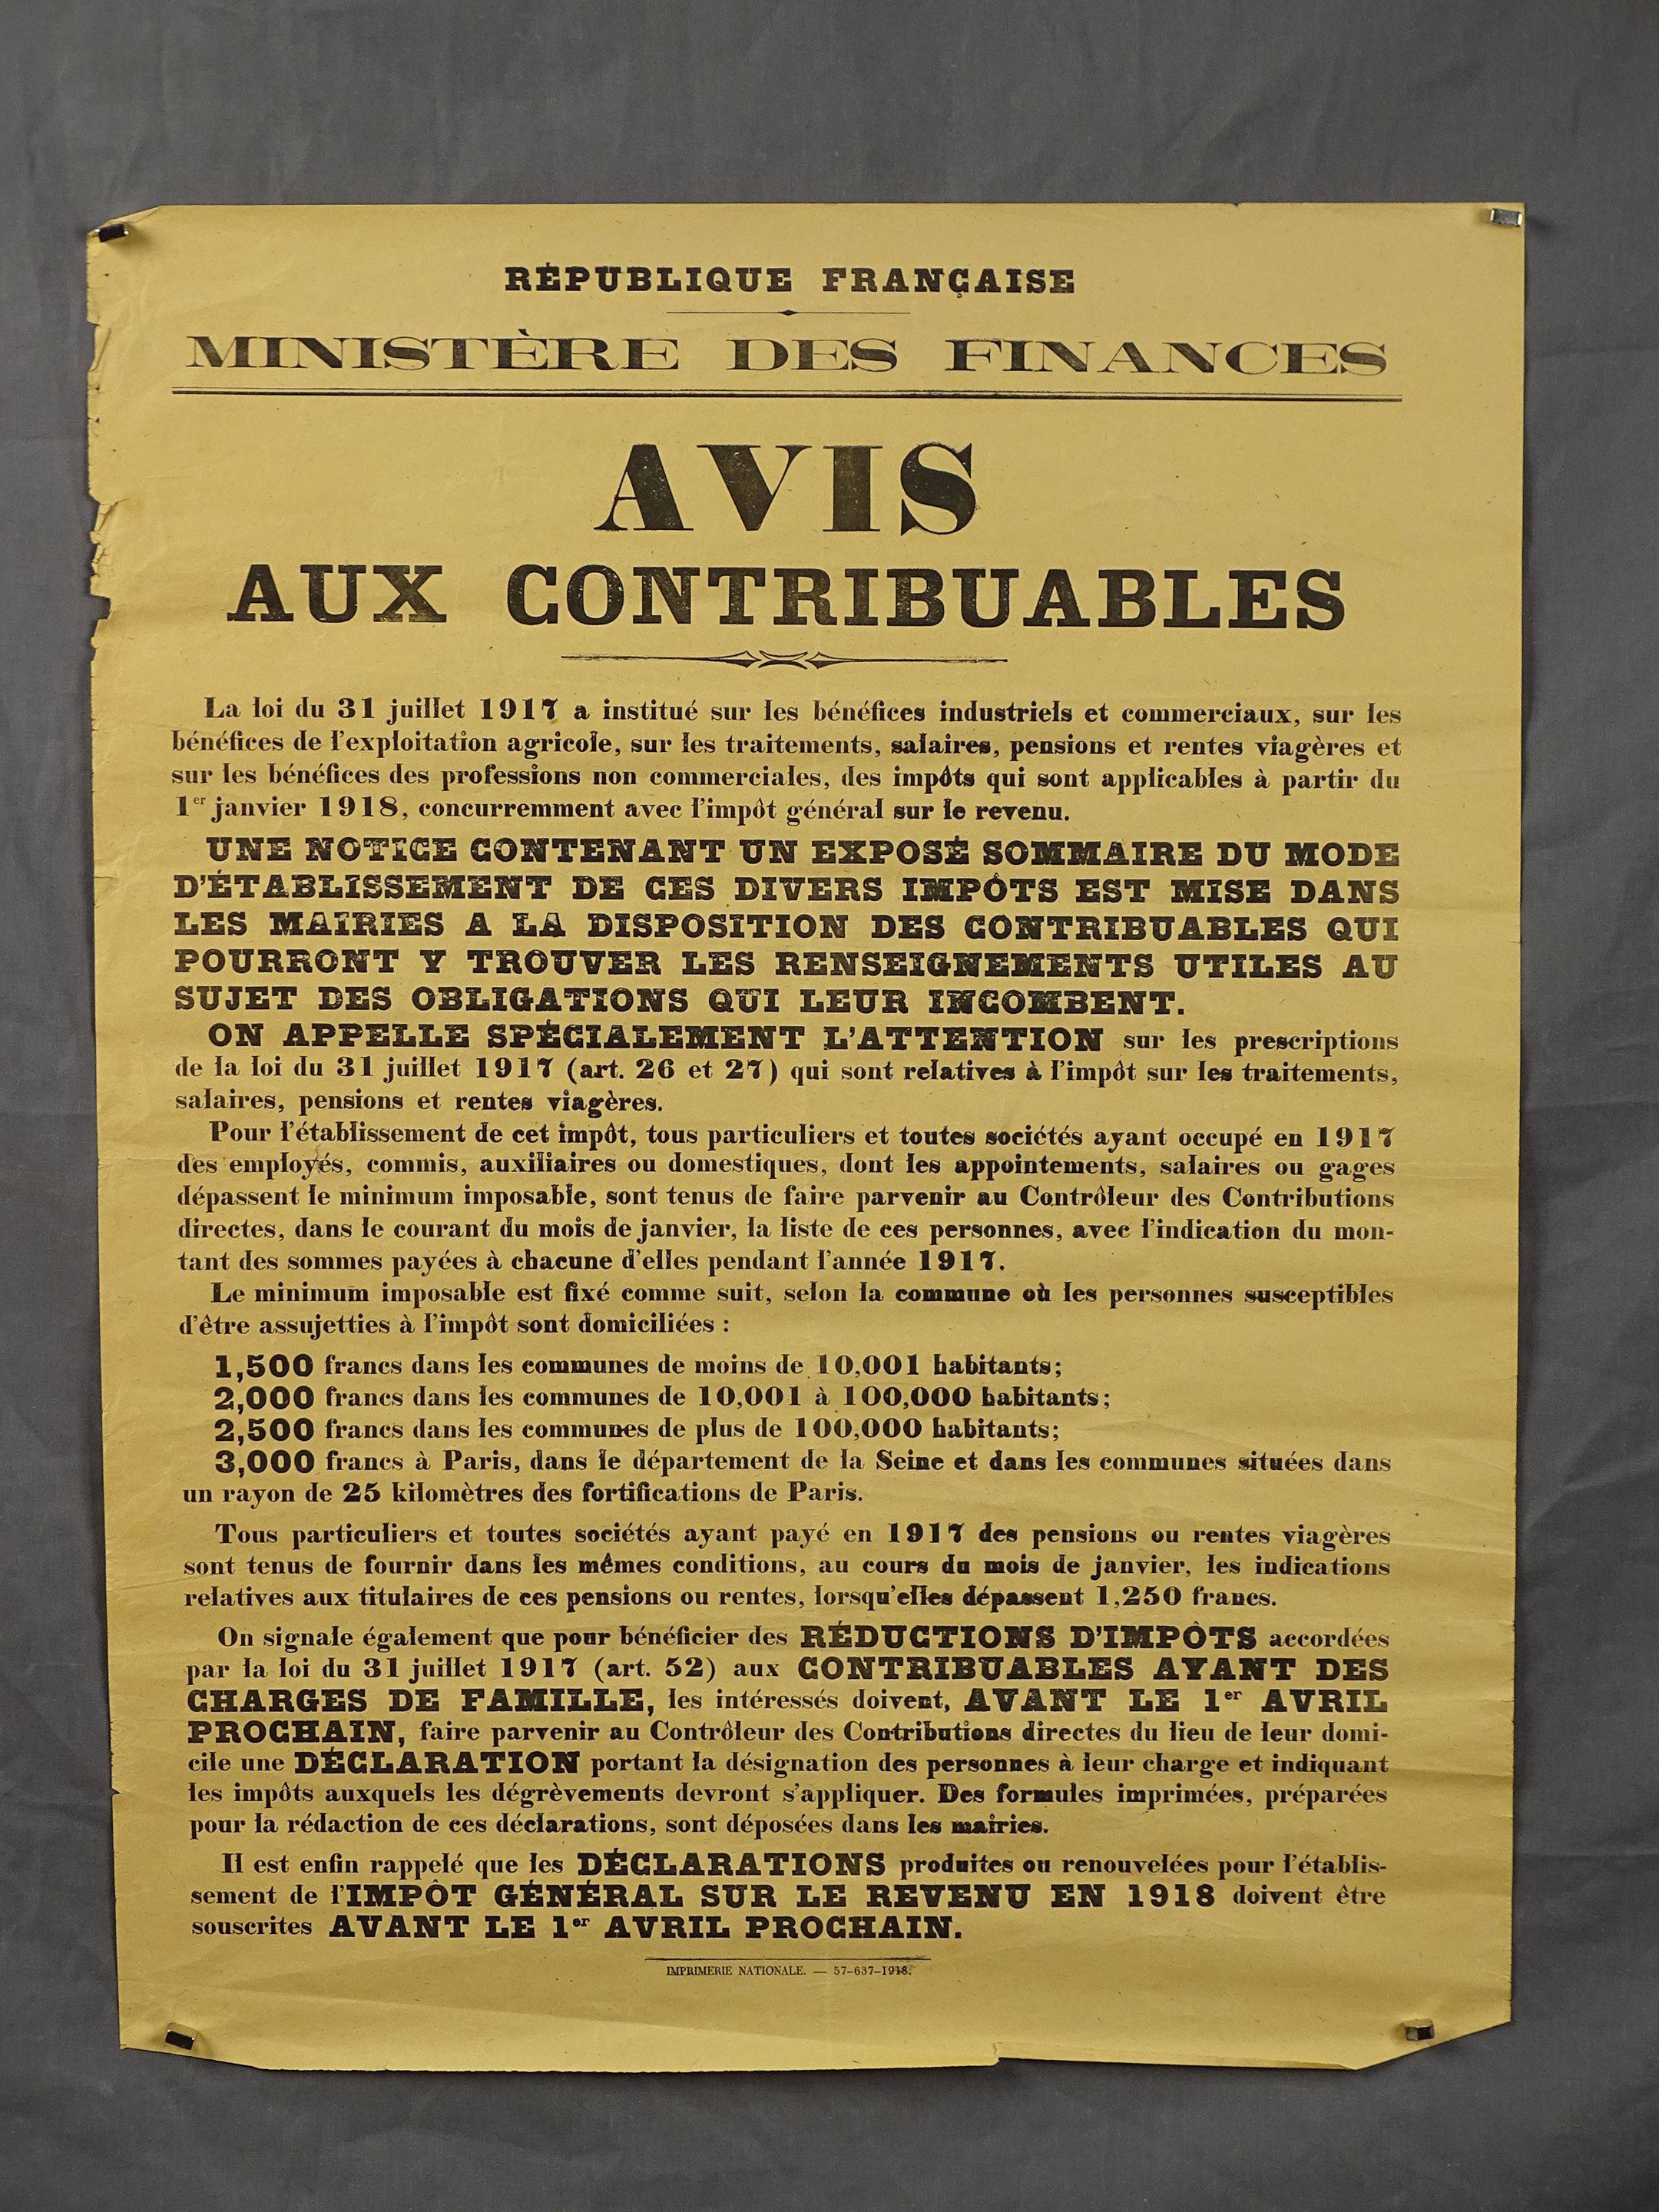 RÉPUBLIQUE FRANÇAISE
MINISTÈRE DES FINANCES
AVIS
AUX CONTRIBUABLES
La loi du 31 juillet 1917 a institué sur les bénéfices industriels et commerciaux, sur les
bénéfices de l'exploitation agricole, sur les traitements, salaires, pensions et rentes viagères et
sur les bénéfices des professions non commerciales, des impôts qui sont applicables à partir du
1er janvier 1918, concurremment avec l'impôt général sur le revenu.
UNE NOTICE CONTENANT UN EXPOSÉ SOMMAIRE DU MODE
D'ÉTABLISSEMENT DE CES DIVERS IMPÔTS EST MISE DANS
LES MAIRIES A LA DISPOSITION DES CONTRIBUABLES QUI
POURRONT Y TROUVER LES RENSEIGNEMENTS UTILES AU
SUJET DES OBLIGATIONS QUI LEUR INCOMBENT.
ON APPELLE SPÉCIALEMENT L'ATTENTION sur les prescriptions
de la loi du 31 juillet 1917 (art. 26 et 27) qui sont relatives à l'impôt sur les traitements,
salaires, pensions et rentes viagères.
Pour l'établissement de cet impôt, tous particuliers et toutes sociétés ayant occupé en 1917
des employés, commis, auxiliaires ou domestiques, dont les appointements, salaires ou gages
dépassent le minimum imposable, sont tenus de faire parvenir au Contrôleur des Contributions
directes, dans le courant du mois de janvier, la liste de ces personnes, avec l'indication du mon-
tant des sommes payées à chacune d'elles pendant l'année 1917.
Le minimum imposable est fixé comme suit, selon la commune où les personnes susceptibles
d'être assujetties à l'impôt sont domiciliées :
1,500 francs dans les communes de moins de 10,001 habitants;
2,000 francs dans les communes de 10,001 à 100,000 habitants;
2,500 francs dans les communes de plus de 100,000 habitants;
3,000 francs à Paris, dans le département de la Seine et dans les communes situées dans
un rayon de 25 kilomètres des fortifications de Paris.
Tous particuliers et toutes sociétés ayant payé en 1917 des pensions ou rentes viagères
sont tenus de fournir dans les mêmes conditions, au cours du mois de janvier, les indications
relatives aux titulaires de ces pensions ou rentes, lorsqu'elles dépassent 1,250 francs.
On signale également que pour bénéficier des RÉDUCTIONS D'IMPÔTS accordées
par la loi du 31 juillet 1917 (art. 52) aux CONTRIBUABLES AYANT DES
CHARGES DE FAMILLE, les intéressés doivent, AVANT LE 1er AVRIL
PROCHAIN, faire parvenir au Contrôleur des Contributions directes du lieu de leur domi-
cile une DÉCLARATION portant la désignation des personnes à leur charge et indiquant
les impôts auxquels les dégrèvements devront s'appliquer. Des formules imprimées, préparées
pour la rédaction de ces déclarations, sont déposées dans les mairies.
Il est enfin rappelé que les DÉCLARATIONS produites ou renouvelées pour l'établis-
sement de l'IMPÔT GÉNÉRAL SUR LE REVENU EN 1918 doivent être
souscrites AVANT LE 1er AVRIL PROCHAIN.
IMPRIMERIE NATIONALE. — 57-637-1918.